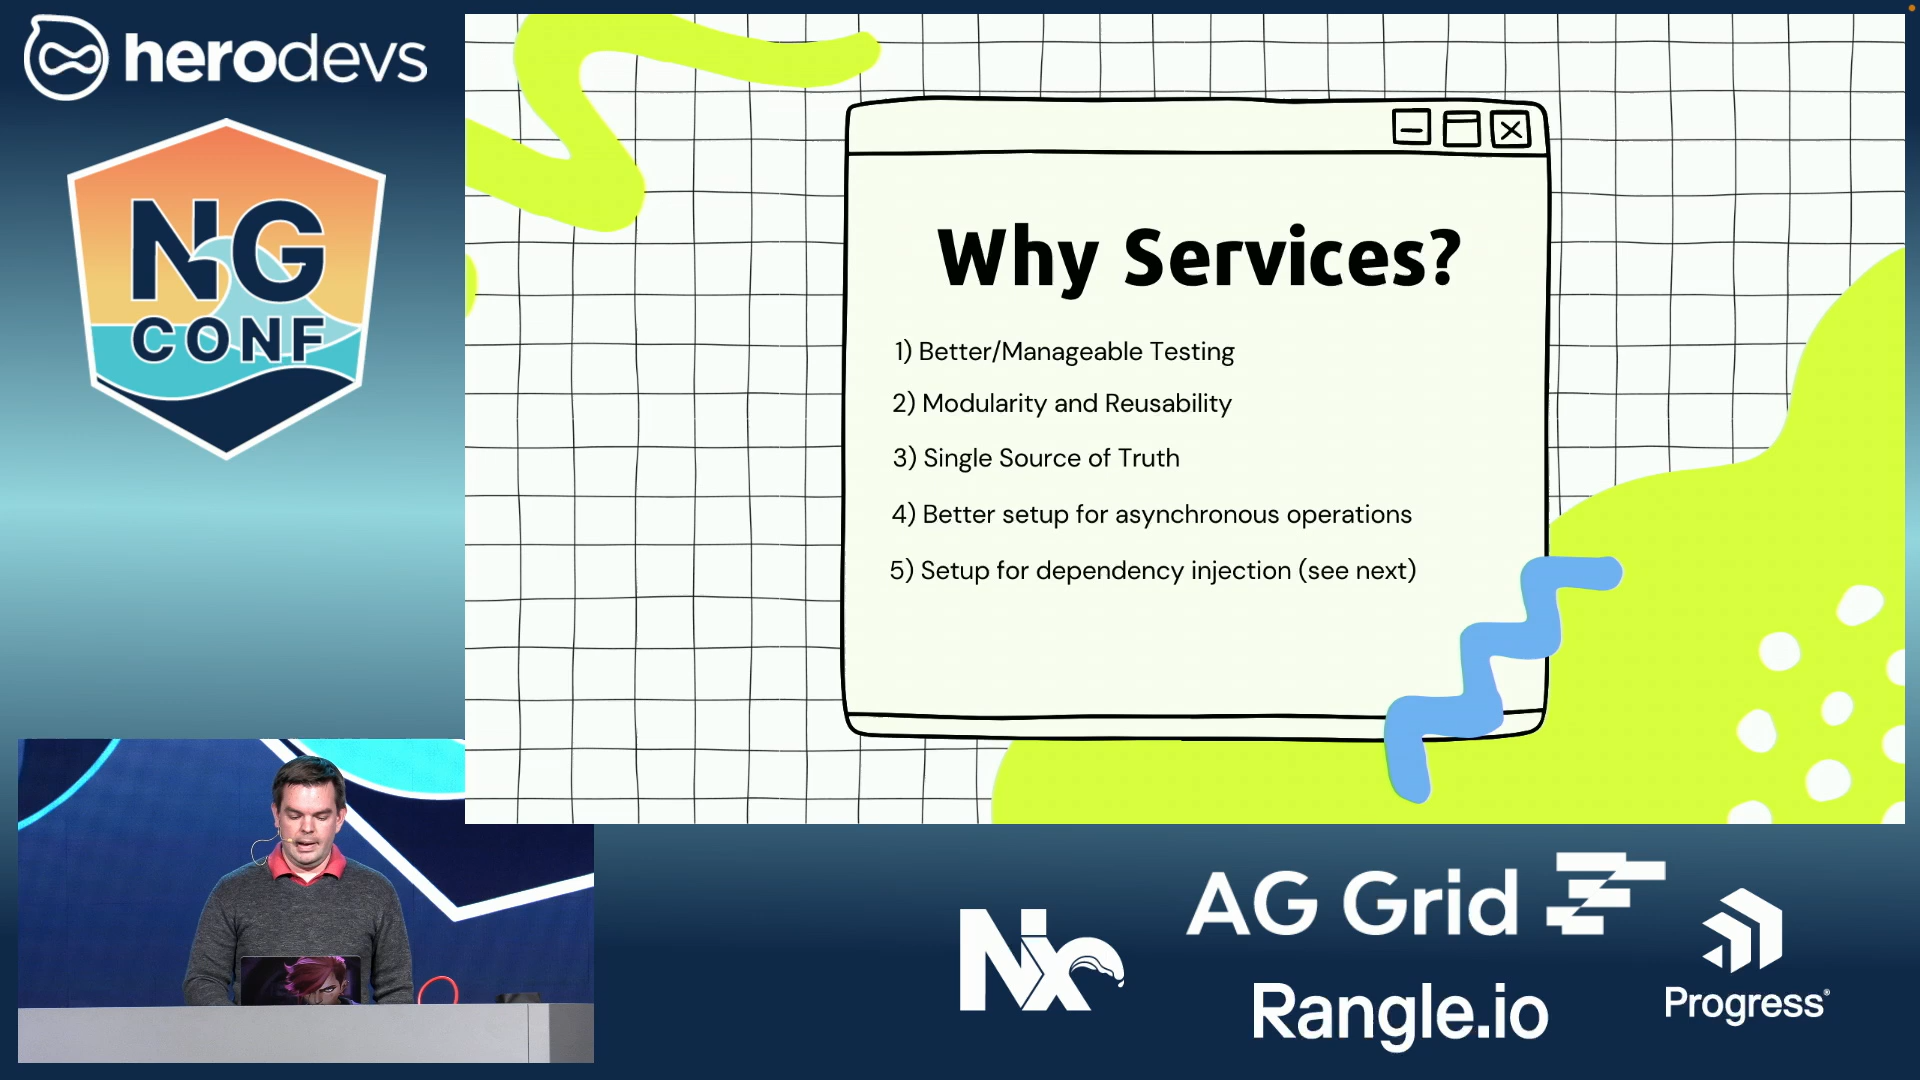 herodevs
NG
CONF
Why Services?
1) Better/Manageable Testing
2) Modularity and Reusability
3) Single Source of Truth
4) Better setup for asynchronous operations
5) Setup for dependency injection (see next)
Nx
AG Grid
Rangle.io
Progress®